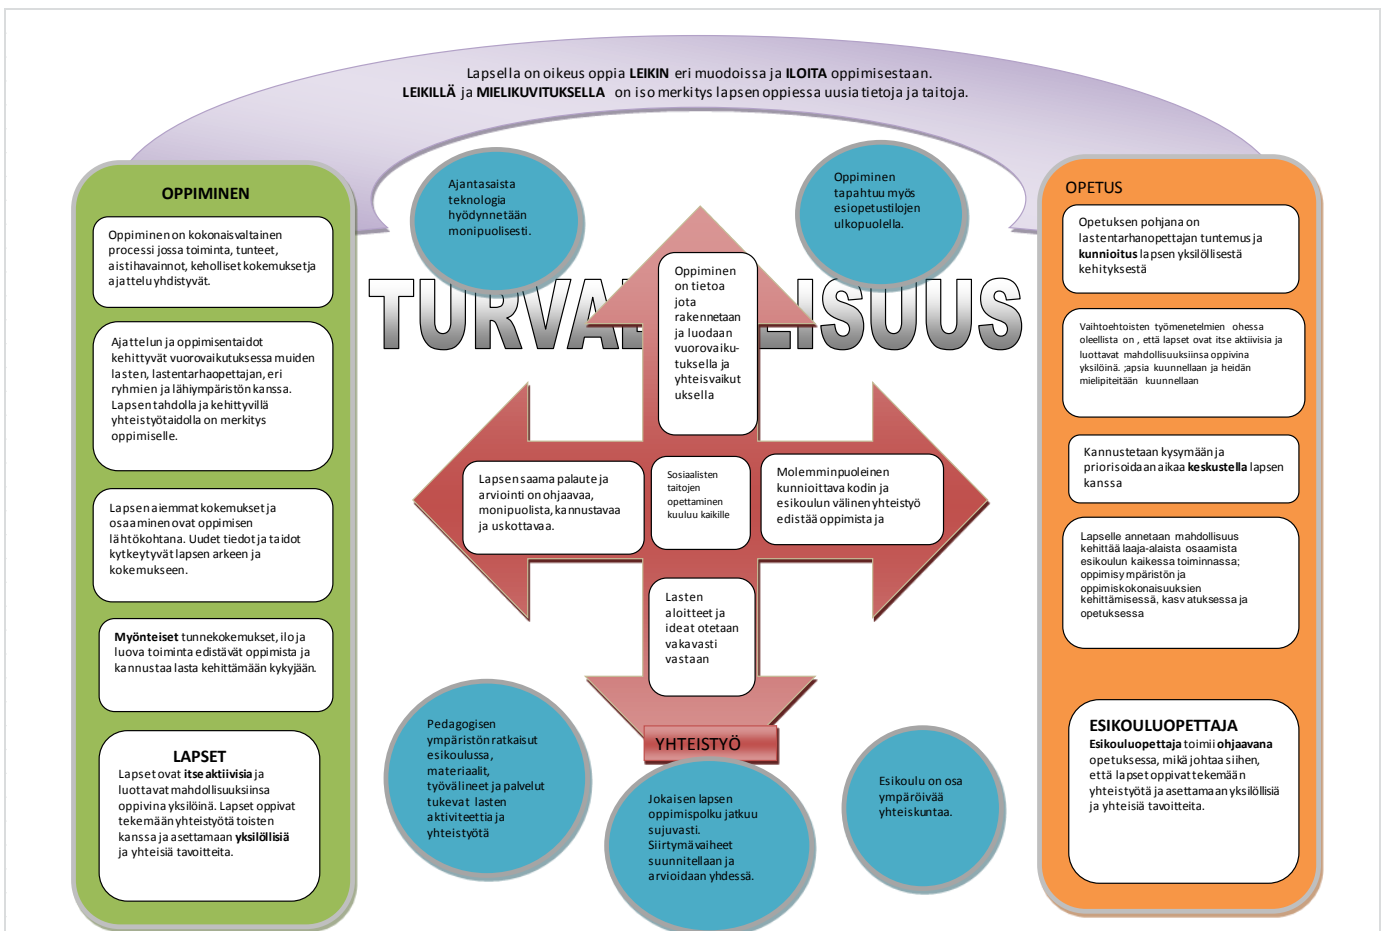 Lapsella on oikeus oppia LEIKIN eri muodoissa ja ILOITA oppimisestaan.
LEIKILLÄ ja MIELIKUVITUKSELLA on iso merkitys lapsen oppiessa uusia tietoja ja taitoja.
OPPIMINEN
Oppiminen on kokonaisvaltainen
processi jossa toiminta, tunteet,
aistihavainnot, keholliset kokemukset ja
ajattelu yhdistyvät.
Ajattelun ja oppimisentaidot
kehittyvät vuorovaikutuksessa muiden
lasten, lastentarhaopettajan, eri
ryhmien ja lähiympäristön kanssa.
Lapsen tahdolla ja kehittyvillä
yhteistyötaidolla on merkitys
oppimiselle.
Lapsen aiemmat kokemukset ja
osaaminen ovat oppimisen
lähtökohtana. Uudet tiedot ja taidot
kytkeytyvät lapsen arkeen ja
kokemukseen.
Myönteiset tunnekokemukset, ilo ja
luova toiminta edistävät oppimista ja
kannustaa lasta kehittämään kykyjään.
LAPSET
Lapset ovat itse aktiivisia ja
luottavat mahdollisuuksiinsa
oppivina yksilöinä. Lapset oppivat
tekemään yhteistyötä toisten
kanssa ja asettamaan yksilöllisiä
ja yhteisiä tavoitteita.
Ajantasaista
teknologia
hyödynnetään
monipuolisesti.
Oppiminen
tapahtuu myös
esiopetustilojen
ulkopuolella.
TURVAL LISUUS
Oppiminen
on tietoa
jota
rakennetaan
ja luodaan
vuorovaiku-
tuksella ja
yhteisvaikut
uksella
Lapsen saama palaute ja
arviointi on ohjaavaa,
monipuolista, kannustavaa
ja uskottavaa.
Sosiaalisten
taitojen
opettaminen
kuuluu kaikille
Molemminpuoleinen
kunnioittava kodin ja
esikoulun välinen yhteistyö
edistää oppimista ja
Lasten
aloitteet ja
ideat otetaan
vakavasti
vastaan
YHTEISTYÖ
Pedagogisen
ympäristön ratkaisut
esikoulussa,
materiaalit,
työvälineet ja palvelut
tukevat lasten
aktiviteettia ja
yhteistyötä
Jokaisen lapsen
oppimispolku jatkuu
sujuvasti.
Siirtymävaiheet
suunnitellaan ja
arvioidaan yhdessä.
Esikoulu on osa
ympäröivää
yhteiskuntaa.
OPETUS
Opetuksen pohjana on
lastentarhanopettajan tuntemus ja
kunnioitus lapsen yksilöllisestä
kehityksestä
Vaihtoehtoisten työmenetelmien ohessa
oleellista on , että lapset ovat itse aktiivisia ja
luottavat mahdollisuuksiinsa oppivina
yksilöinä. ;apsia kuunnellaan ja heidän
mielipiteitään kuunnellaan
Kannustetaan kysymään ja
priorisoidaan aikaa keskustella lapsen
kanssa
Lapselle annetaan mahdollisuus
kehittää laaja-alaista osaamista
esikoulun kaikessa toiminnassa;
oppimisympäristön ja
oppimiskokonaisuuksien
kehittämisessä, kasvatuksessa ja
opetuksessa
ESIKOULUOPETTAJA
Esikouluopettaja toimii ohjaavana
opetuksessa, mikä johtaa siihen,
että lapset oppivat tekemään
yhteistyötä ja asettamaan yksilöllisiä
ja yhteisiä tavoitteita.